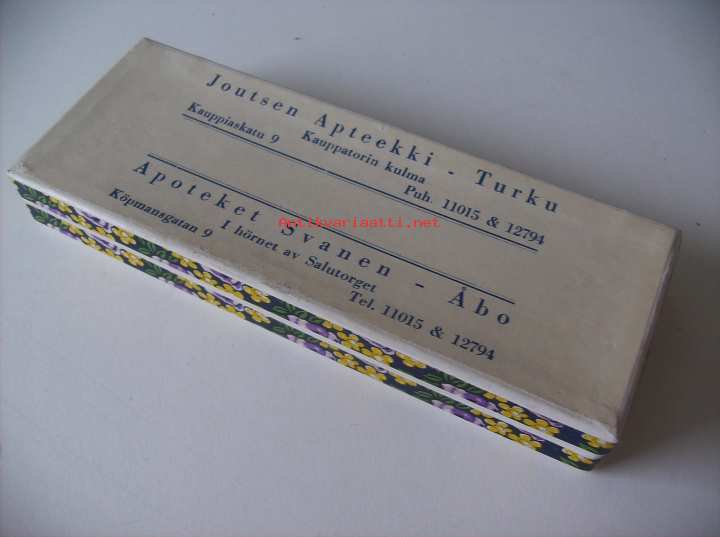 Joutsen Apteekki - Turku
Kauppiaskatu 9 Kauppatorin kulma
Puh. 11015 & 12794
Antikvariaatti.net
Apoteket Svanen - Åbo
Köpmansgatan 9 I hörnet av Salutorget
Tel. 11015 & 12794